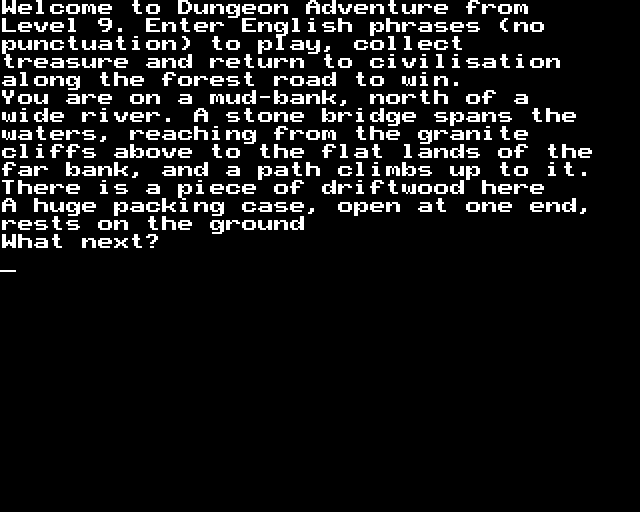 Welcome to Dungeon Adventure from
Level 9. Enter English phrases (no
punctuation) to play, collect
treasure and return to civilisation
along the forest road to win.
You are on a mud-bank, north of a
wide river. A stone bridge spans the
waters, reaching from the granite
cliffs above to the flat lands of the
far bank, and a path climbs up to it.
There is a piece of driftwood here
A huge packing case, open at one end,
rests on the ground
What next?
_